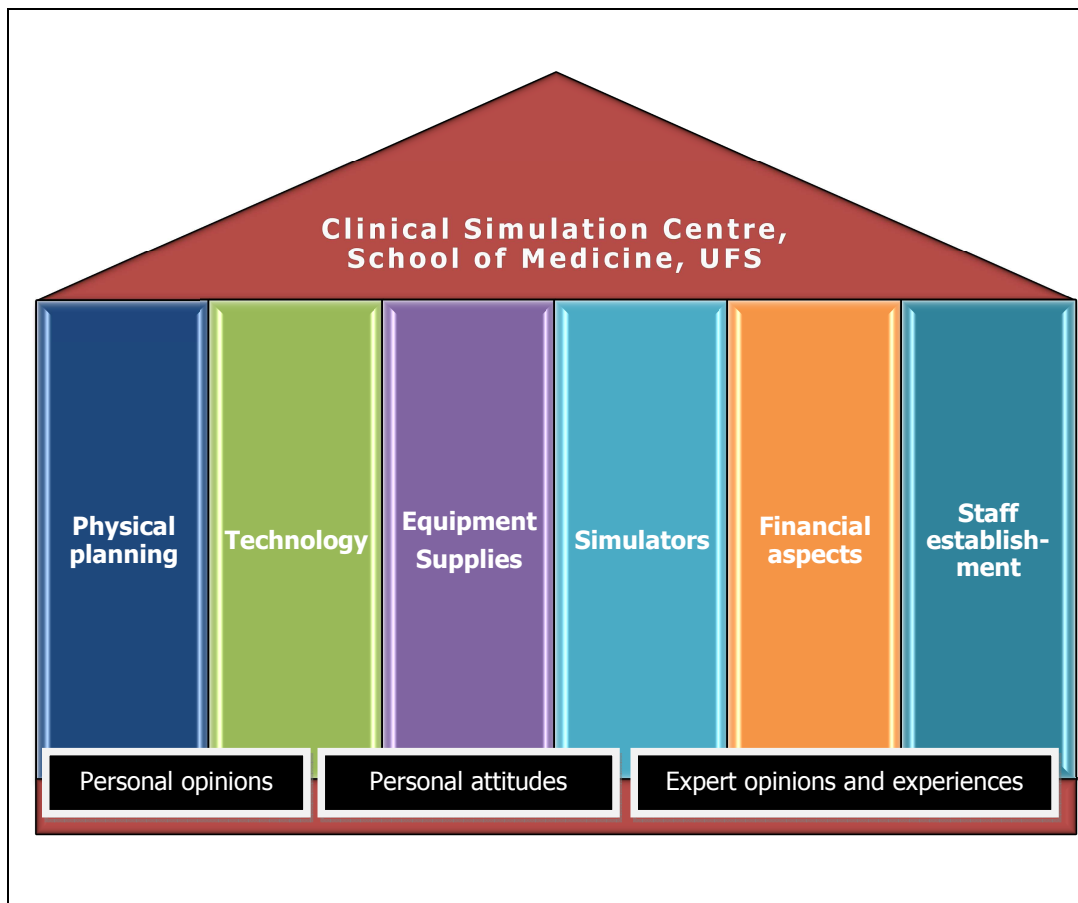 Clinical Simulation Centre,
School of Medicine, UFS
Physical
planning
Technology
Equipment
Supplies
Simulators
Financial
aspects
Staff
establish-
ment
Personal opinions
Personal attitudes
Expert opinions and experiences